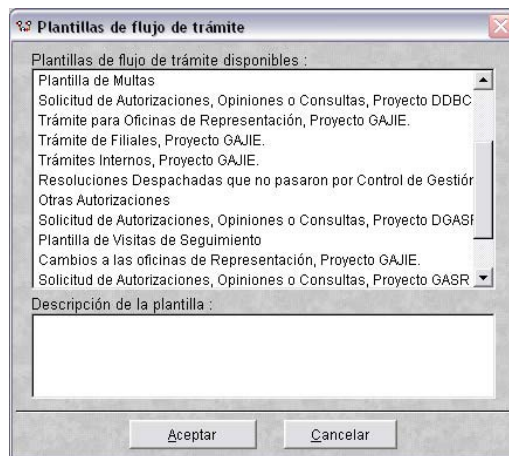 Plantillas de flujo de trámite
Plantillas de flujo de trámite disponibles :
Plantilla de Multas
Solicitud de Autorizaciones, Opiniones o Consultas, Proyecto DDBC
Trámite para Oficinas de Representación, Proyecto GAJIE.
Trámite de Filiales, Proyecto GAJIE.
Trámites Internos, Proyecto GAJIE.
Resoluciones Despachadas que no pasaron por Control de Gestión
Otras Autorizaciones
Solicitud de Autorizaciones, Opiniones o Consultas, Proyecto DGASF
Plantilla de Visitas de Seguimiento
Cambios a las oficinas de Representación, Proyecto GAJIE.
Solicitud de Autorizaciones, Opiniones o Consultas, Proyecto GASR
Descripción de la plantilla :
Aceptar Cancelar